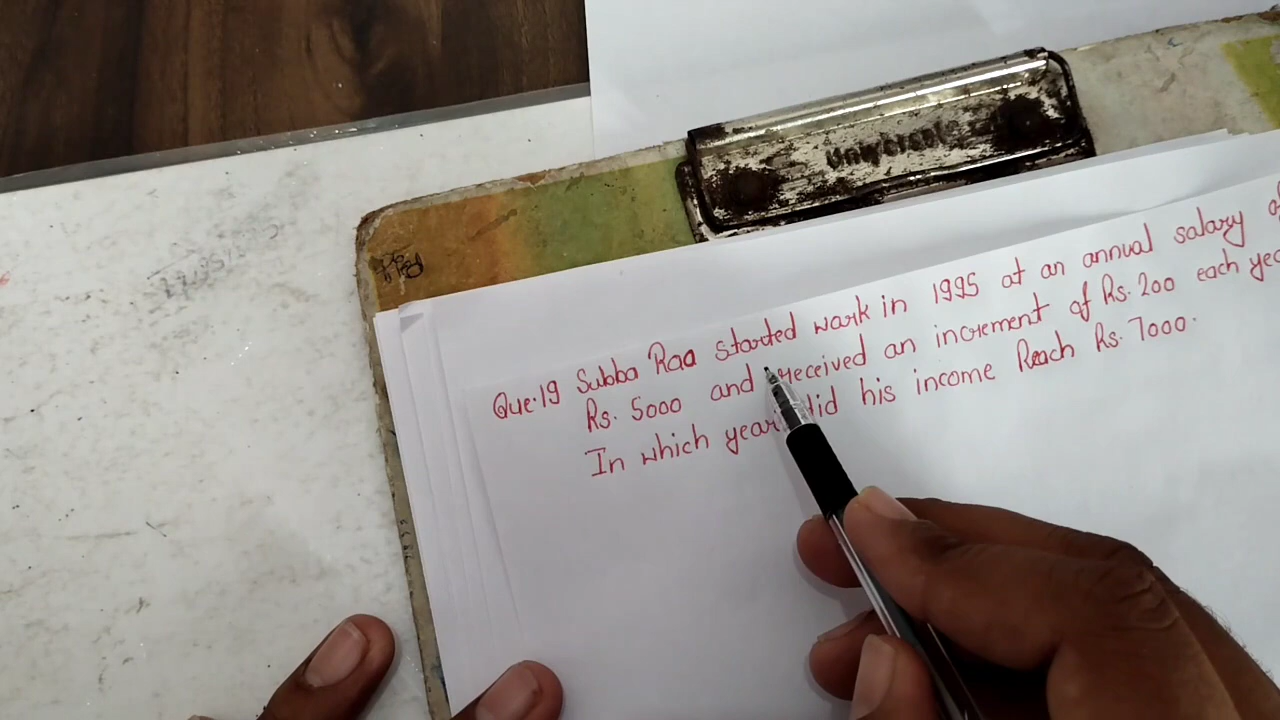 Universal
Que.19 Subba Rao started work in 1995 at an annual salary of
Rs. 5000 and received an increment of Rs. 200 each
In which year did his income Reach Rs. 7000.